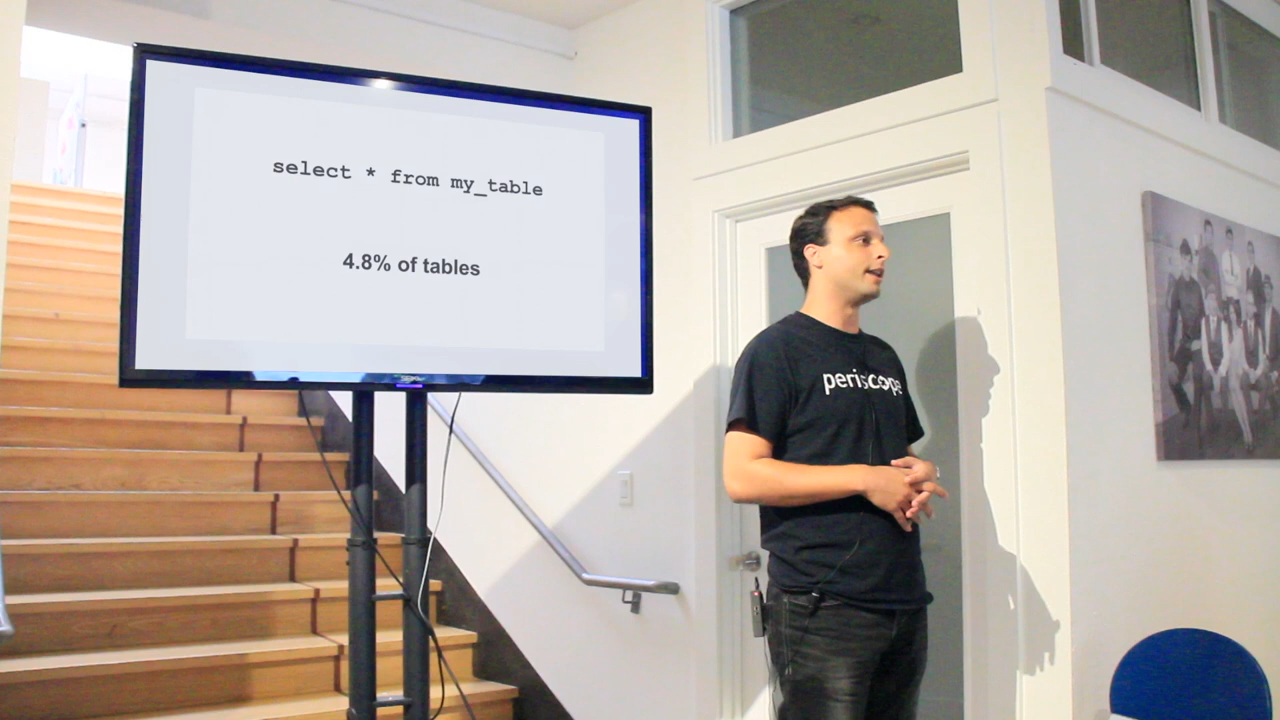 select * from my_table
4.8% of tables
periscope